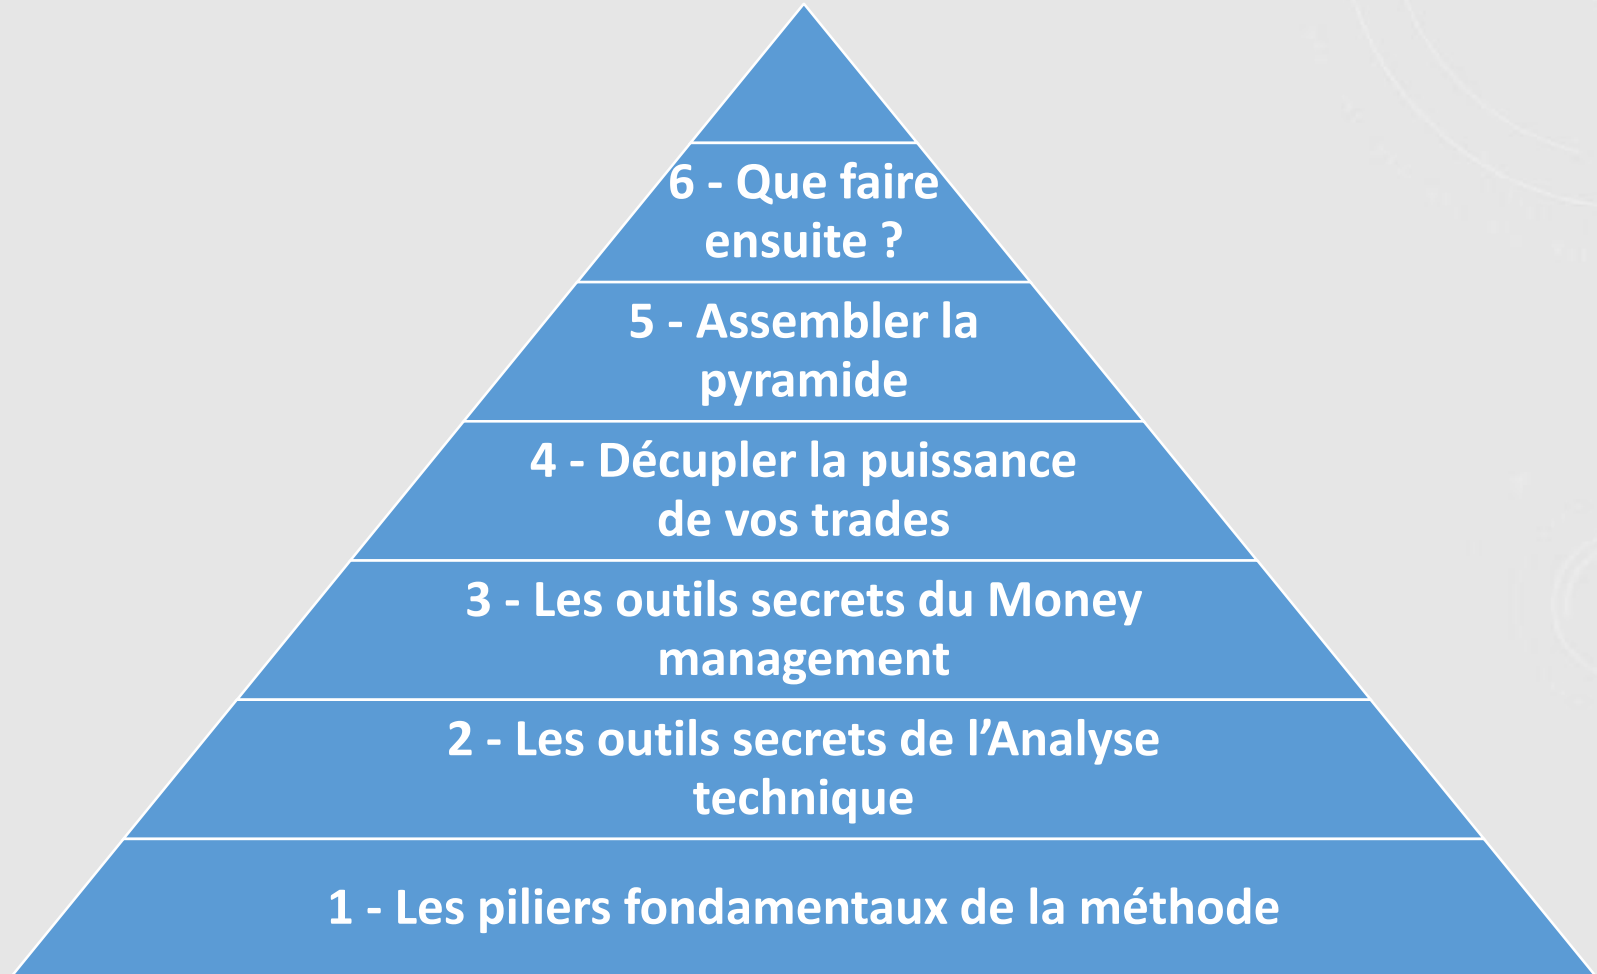 6 - Que faire
ensuite ?
5 - Assembler la
pyramide
4 - Décupler la puissance
de vos trades
3 - Les outils secrets du Money
management
2 - Les outils secrets de l’Analyse
technique
1 - Les piliers fondamentaux de la méthode